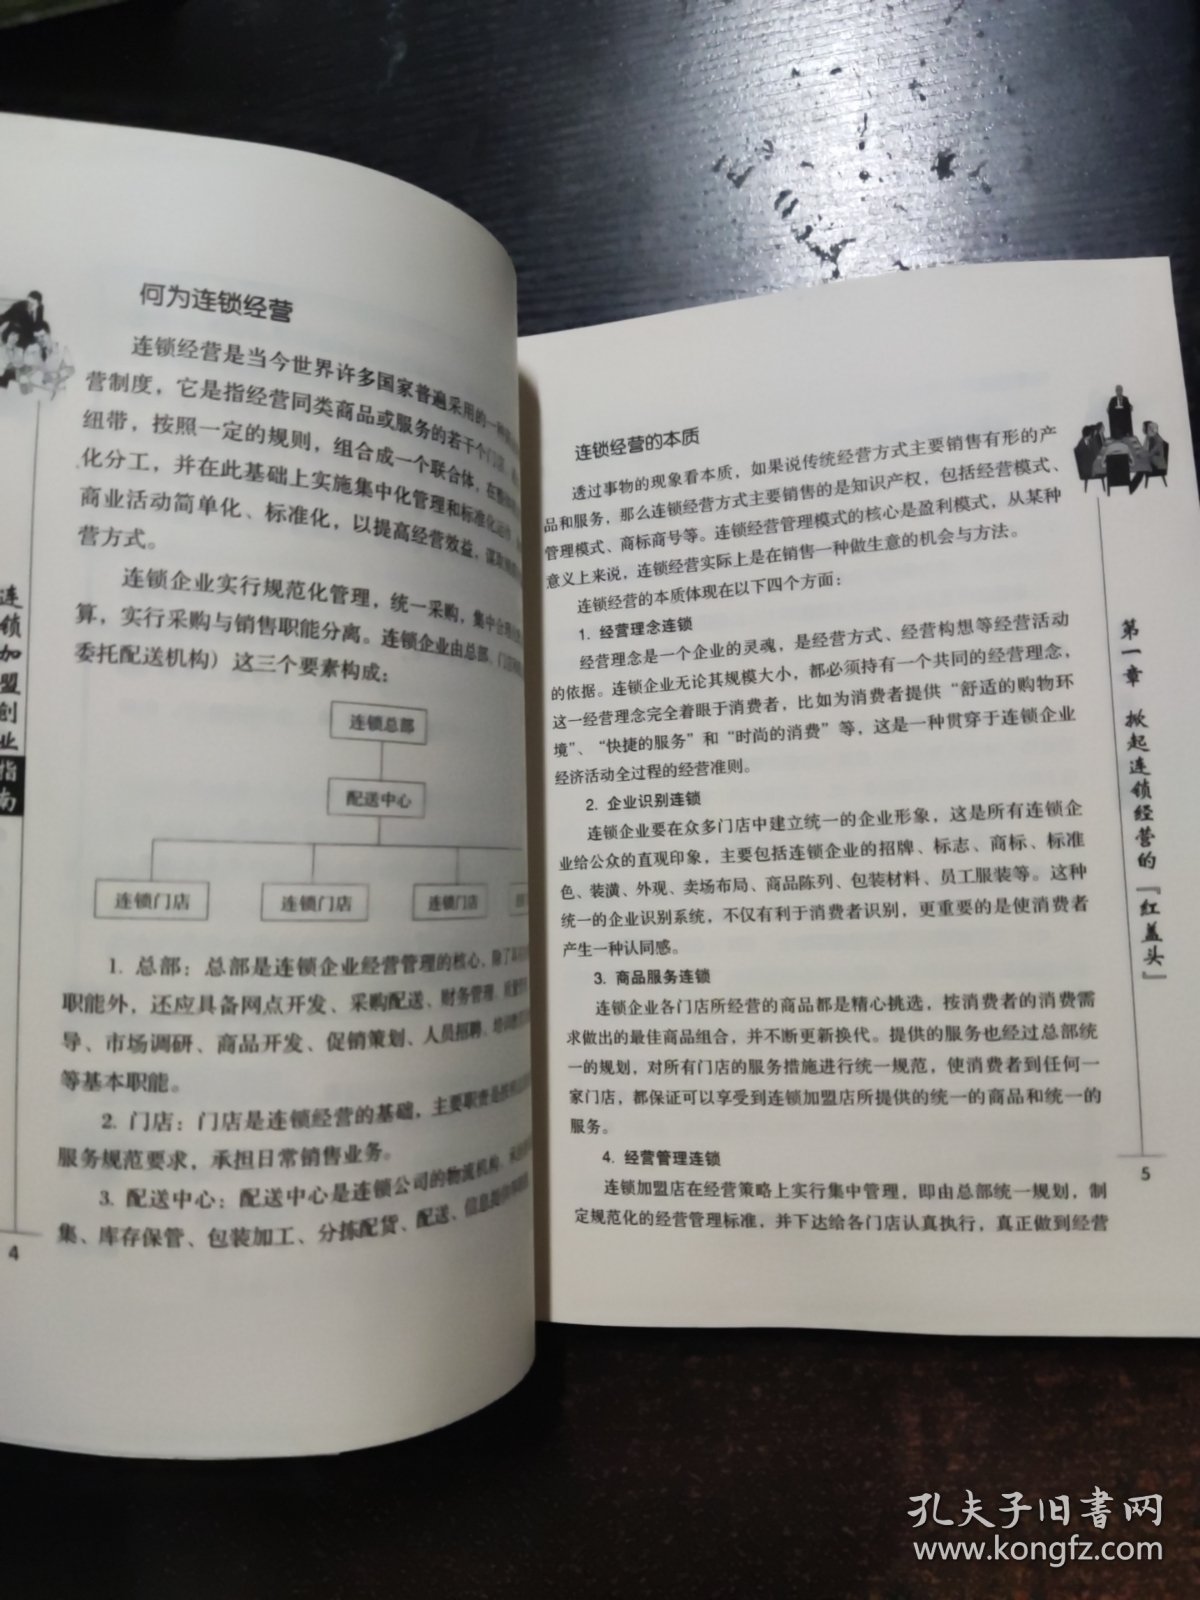 何为连锁经营
连锁经营是当今世界许多国家普遍采用的一种
营制度，它是指经营同类商品或服务的若干个门店
纽带，按照一定的规则，组合成一个联合体，在整
化分工，并在此基础上实施集中化管理和标准化运作
商业活动简单化、标准化，以提高经营效益，谋取
营方式。
连锁企业实行规范化管理，统一采购，集中合理
算，实行采购与销售职能分离。连锁企业由总部、门店
委托配送机构）这三个要素构成：
连锁总部
配送中心
连锁门店
连锁门店
连锁门店
1. 总部：总部是连锁企业经营管理的核心，除了
职能外，还应具备网点开发、采购配送、财务管理、质量
导、市场调研、商品开发、促销策划、人员招聘、培训
等基本职能。
2. 门店：门店是连锁经营的基础，主要职责是按照
服务规范要求，承担日常销售业务。
3. 配送中心：配送中心是连锁公司的物流机构，承担
集、库存保管、包装加工、分拣配货、配送、信息提供
连锁加盟创业指南
4
连锁经营的本质
透过事物的现象看本质，如果说传统经营方式主要销售有形的产
品和服务，那么连锁经营方式主要销售的是知识产权，包括经营模式、
管理模式、商标商号等。连锁经营管理模式的核心是盈利模式，从某种
意义上来说，连锁经营实际上是在销售一种做生意的机会与方法。
连锁经营的本质体现在以下四个方面：
1. 经营理念连锁
经营理念是一个企业的灵魂，是经营方式、经营构想等经营活动
的依据。连锁企业无论其规模大小，都必须持有一个共同的经营理念，
这一经营理念完全着眼于消费者，比如为消费者提供“舒适的购物环
境”、“快捷的服务”和“时尚的消费”等，这是一种贯穿于连锁企业
经济活动全过程的经营准则。
2. 企业识别连锁
连锁企业要在众多门店中建立统一的企业形象，这是所有连锁企
业给公众的直观印象，主要包括连锁企业的招牌、标志、商标、标准
色、装潢、外观、卖场布局、商品陈列、包装材料、员工服装等。这种
统一的企业识别系统，不仅有利于消费者识别，更重要的是使消费者
产生一种认同感。
3. 商品服务连锁
连锁企业各门店所经营的商品都是精心挑选，按消费者的消费需
求做出的最佳商品组合，并不断更新换代。提供的服务也经过总部统
一的规划，对所有门店的服务措施进行统一规范，使消费者到任何一
家门店，都保证可以享受到连锁加盟店所提供的统一的商品和统一的
服务。
4. 经营管理连锁
连锁加盟店在经营策略上实行集中管理，即由总部统一规划，制
定规范化的经营管理标准，并下达给各门店认真执行，真正做到经营
第一章 掀起连锁经营的「红盖头」
5
孔夫子旧書网
www.kongfz.com